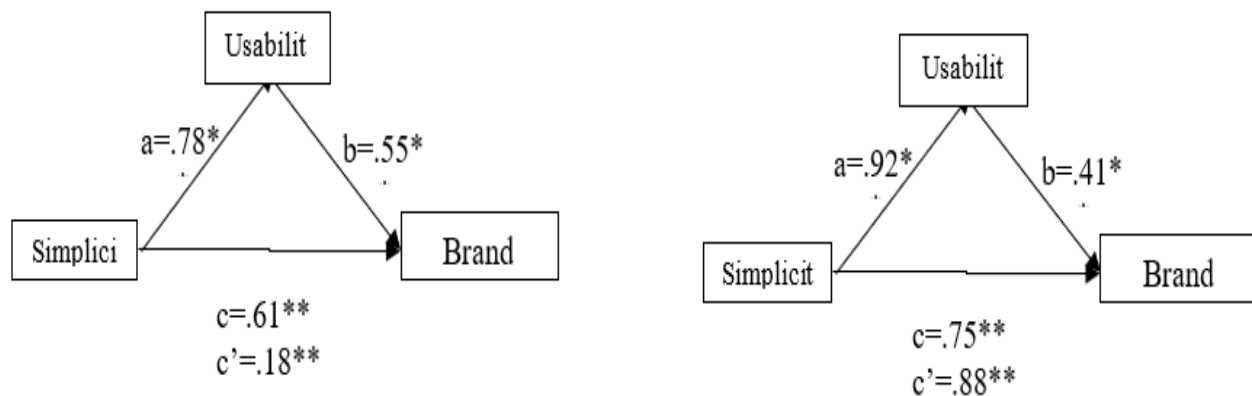 Usabilit
a=.78*
b=.55*
Simplici
Brand
c=.61**
c’=.18**
Usabilit
a=.92*
b=.41*
Simplicit
Brand
c=.75**
c’=.88**